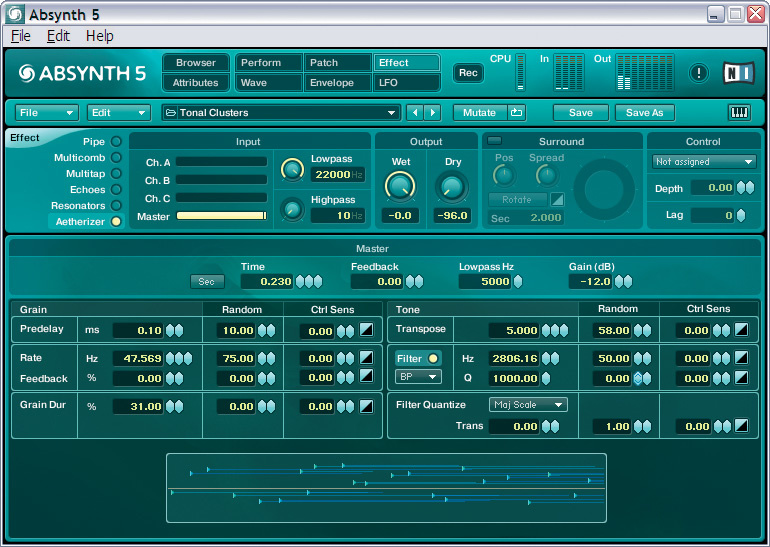 Absynth 5
File Edit Help
ABSYNTH 5 Browser Perform Patch Effect Rec CPU In Out ! NI
Attributes Wave Envelope LFO
File Edit Tonal Clusters Mutate Save Save As
Effect Input Output Surround Control
Pipe
Multicomb Ch. A Lowpass Wet Dry Pos Spread Not assigned
Multitap Ch. B 22000 Hz
Echoes Ch. C Highpass Rotate Depth 0.00
Resonators Master 10 Hz -0.0 -96.0 Sec 2.000 Lag 0
Aetherizer
Master
Time Feedback Lowpass Hz Gain (dB)
Sec 0.230 0.00 5000 -12.0
Grain Random Ctrl Sens Tone Random Ctrl Sens
Predelay ms 0.10 10.00 0.00 Transpose 5.000 58.00 0.00
Rate Hz 47.569 75.00 0.00 Filter Hz 2806.16 50.00 0.00
Feedback % 0.00 0.00 0.00 BP Q 1000.00 0.00 0.00
Grain Dur % 31.00 0.00 0.00 Filter Quantize Maj Scale
Trans 0.00 1.00 0.00